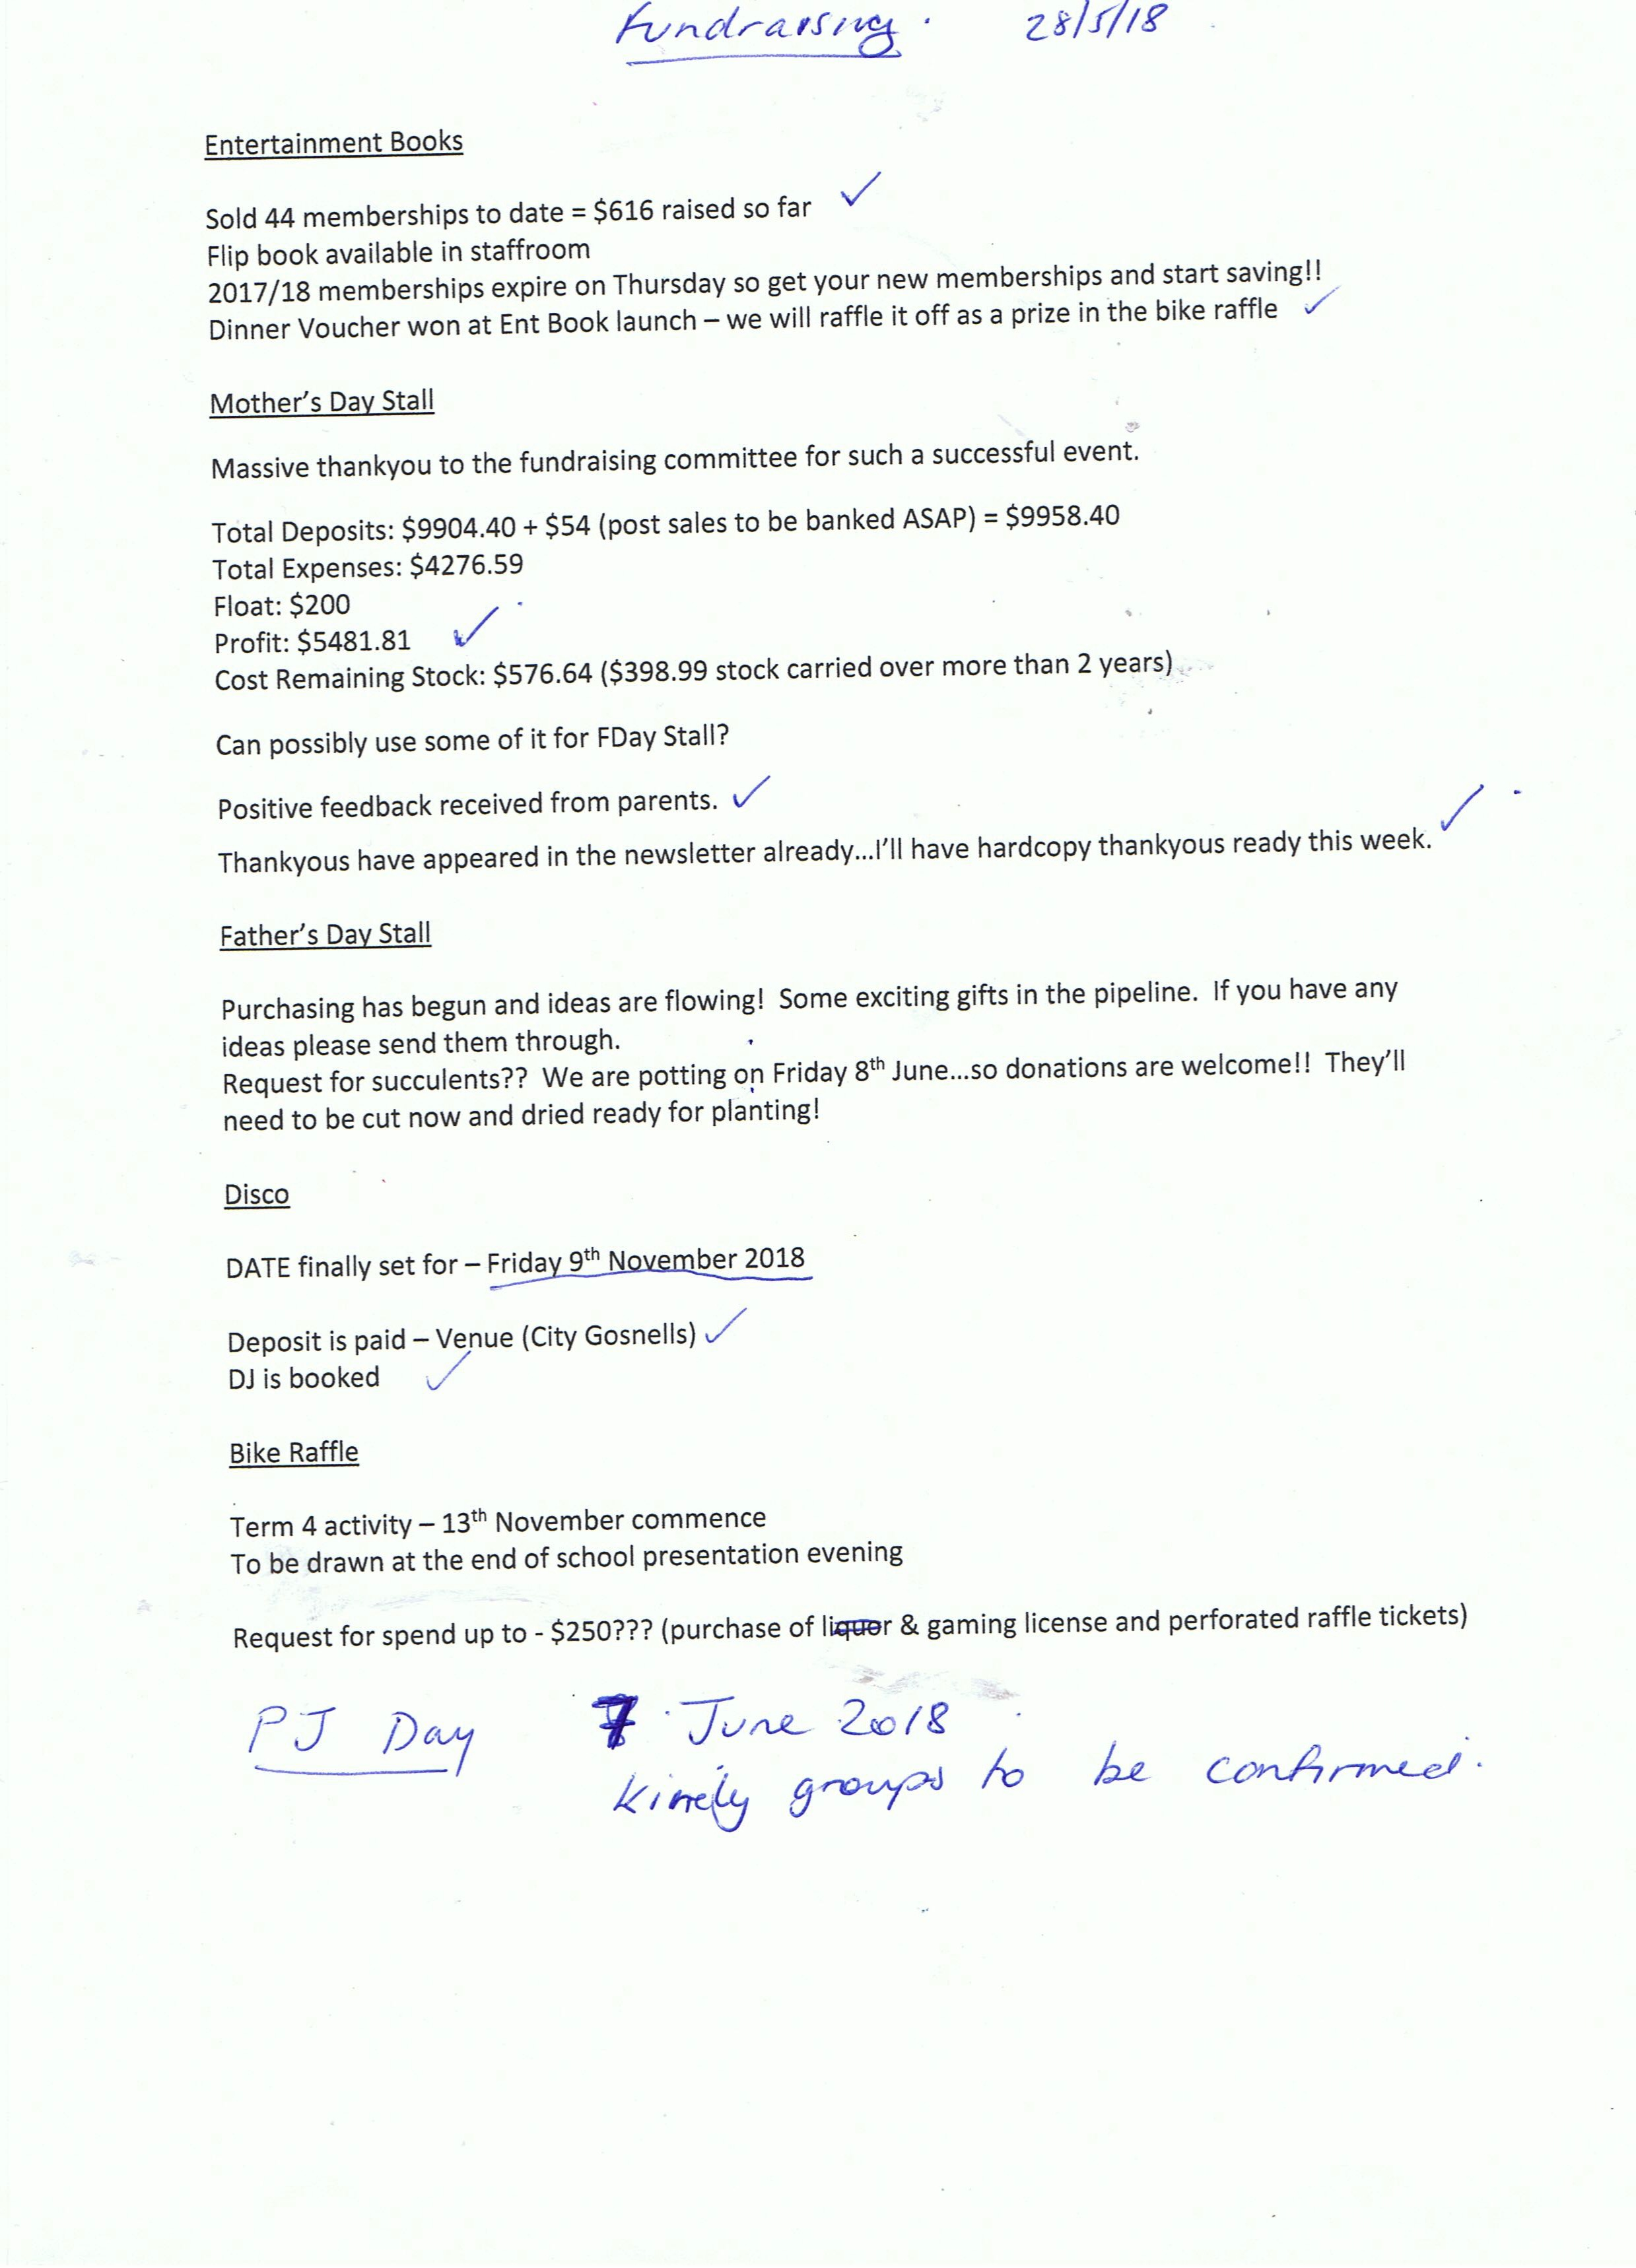 Fundraising. 28/5/18
Entertainment Books
Sold 44 memberships to date = $616 raised so far ✓
Flip book available in staffroom
2017/18 memberships expire on Thursday so get your new memberships and start saving!!
Dinner Voucher won at Ent Book launch – we will raffle it off as a prize in the bike raffle ✓
Mother's Day Stall
Massive thankyou to the fundraising committee for such a successful event.
Total Deposits: $9904.40 + $54 (post sales to be banked ASAP) = $9958.40
Total Expenses: $4276.59
Float: $200
Profit: $5481.81 ✓
Cost Remaining Stock: $576.64 ($398.99 stock carried over more than 2 years)
Can possibly use some of it for FDay Stall?
Positive feedback received from parents. ✓
Thankyous have appeared in the newsletter already...I'll have hardcopy thankyous ready this week. ✓
Father's Day Stall
Purchasing has begun and ideas are flowing! Some exciting gifts in the pipeline. If you have any
ideas please send them through.
Request for succulents?? We are potting on Friday 8th June...so donations are welcome!! They'll
need to be cut now and dried ready for planting!
Disco
DATE finally set for – Friday 9th November 2018
Deposit is paid – Venue (City Gosnells) ✓
DJ is booked ✓
Bike Raffle
Term 4 activity – 13th November commence
To be drawn at the end of school presentation evening
Request for spend up to - $250??? (purchase of liquor & gaming license and perforated raffle tickets)
PJ Day 7 June 2018
groups to be confirmed.